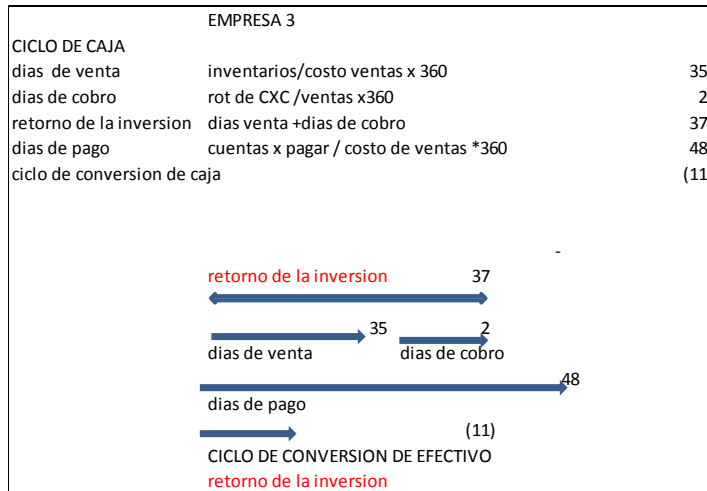 EMPRESA 3
CICLO DE CAJA
dias de venta inventarios/costo ventas x 360 35
dias de cobro rot de CXC /ventas x360 2
retorno de la inversion dias venta +dias de cobro 37
dias de pago cuentas x pagar / costo de ventas *360 48
ciclo de conversion de caja (11
-
retorno de la inversion 37
35 2
dias de venta dias de cobro
48
dias de pago
(11)
CICLO DE CONVERSION DE EFECTIVO
retorno de la inversion